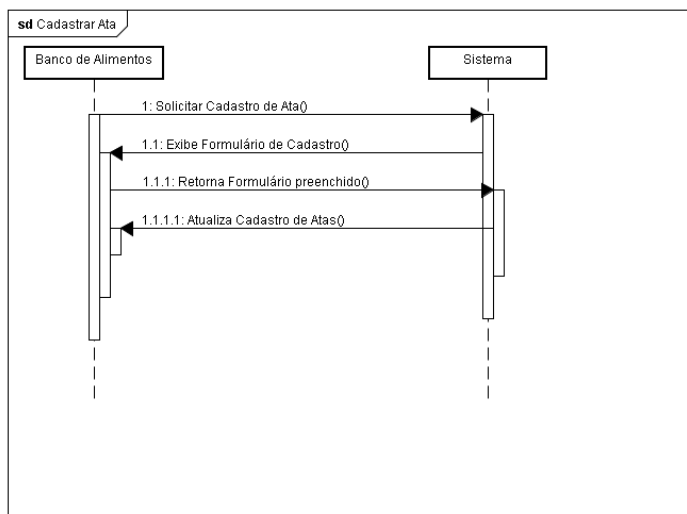 sd Cadastrar Ata
Banco de Alimentos
Sistema
1: Solicitar Cadastro de Ata()
1.1: Exibe Formulário de Cadastro()
1.1.1: Retorna Formulário preenchido()
1.1.1.1: Atualiza Cadastro de Atas()